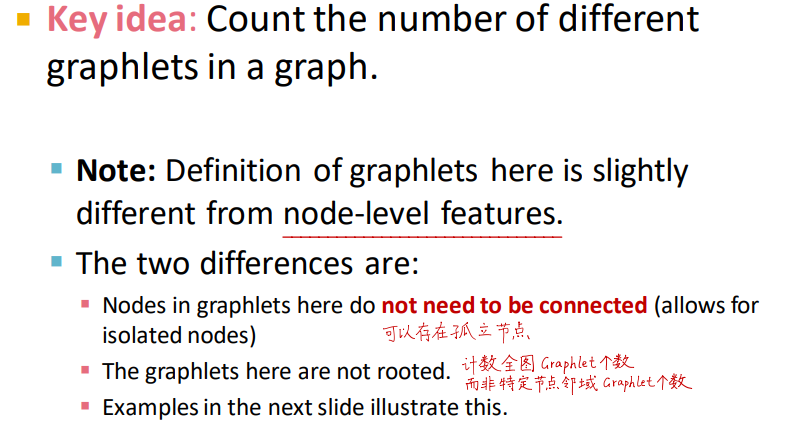 Key idea: Count the number of different
graphlets in a graph.
Note: Definition of graphlets here is slightly
different from node-level features.
The two differences are:
Nodes in graphlets here do not need to be connected (allows for
isolated nodes)
可以存在孤立节点
The graphlets here are not rooted.
计数全图 Graphlet个数
而非特定节点邻域 Graphlet个数
Examples in the next slide illustrate this.